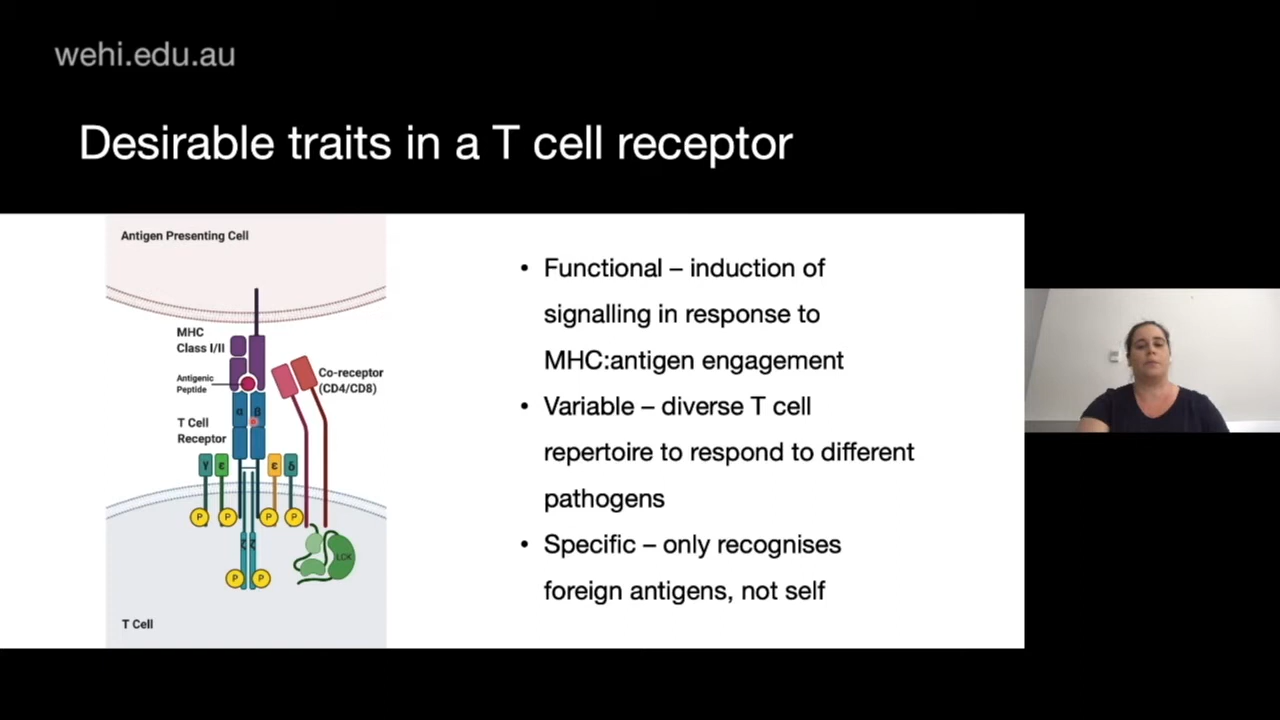 wehi.edu.au
Desirable traits in a T cell receptor
Antigen Presenting Cell
MHC
Class I/II
Antigenic
Peptide
Co-receptor
(CD4/CD8)
α β
T Cell
Receptor
γ ε ε δ
P P P P
ζ ζ
LCK
P P
T Cell
• Functional – induction of
signalling in response to
MHC:antigen engagement
• Variable – diverse T cell
repertoire to respond to different
pathogens
• Specific – only recognises
foreign antigens, not self